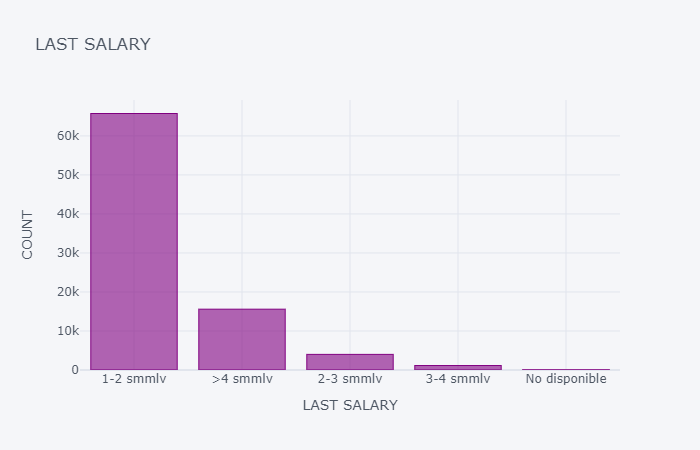 LAST SALARY
COUNT
60k
50k
40k
30k
20k
10k
0
1-2 smmlv >4 smmlv 2-3 smmlv 3-4 smmlv No disponible
LAST SALARY